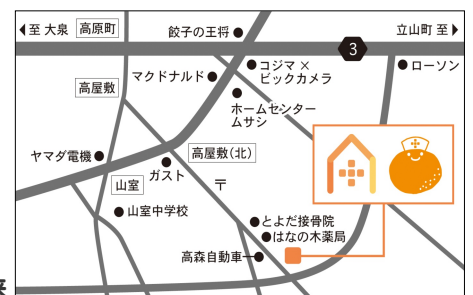 至 大泉
高原町
餃子の王将
立山町 至
3
コジマ ×
ビックカメラ
ローソン
マクドナルド
高屋敷
ホームセンター
ムサシ
ヤマダ電機
高屋敷(北)
ガスト
〒
山室
山室中学校
とよだ接骨院
はなの木薬局
高森自動車